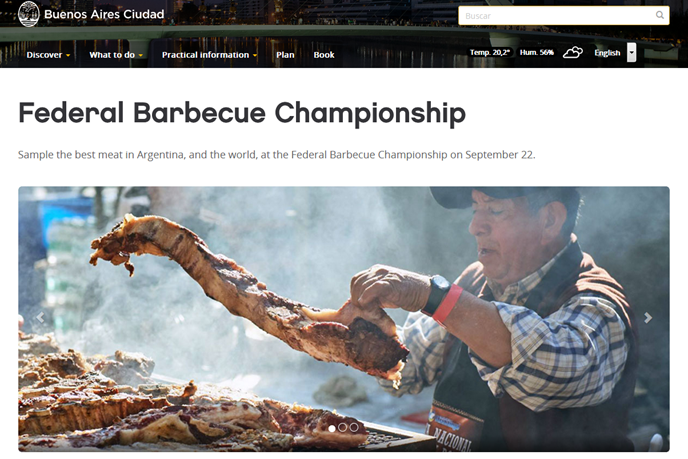 Buenos Aires Ciudad
Buscar
Discover What to do Practical information Plan Book Temp. 20,2° Hum. 56% English
Federal Barbecue Championship
Sample the best meat in Argentina, and the world, at the Federal Barbecue Championship on September 22.
NACIONAL